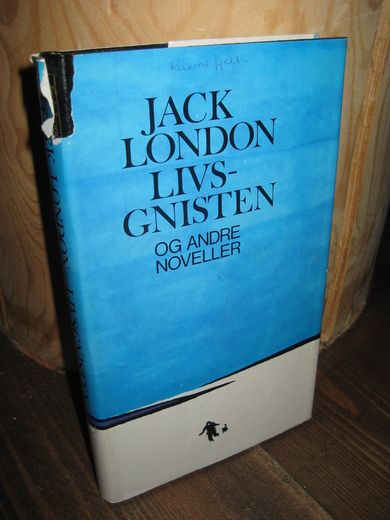 JACK
LONDON
LIVS-
GNISTEN
OG ANDRE
NOVELLER